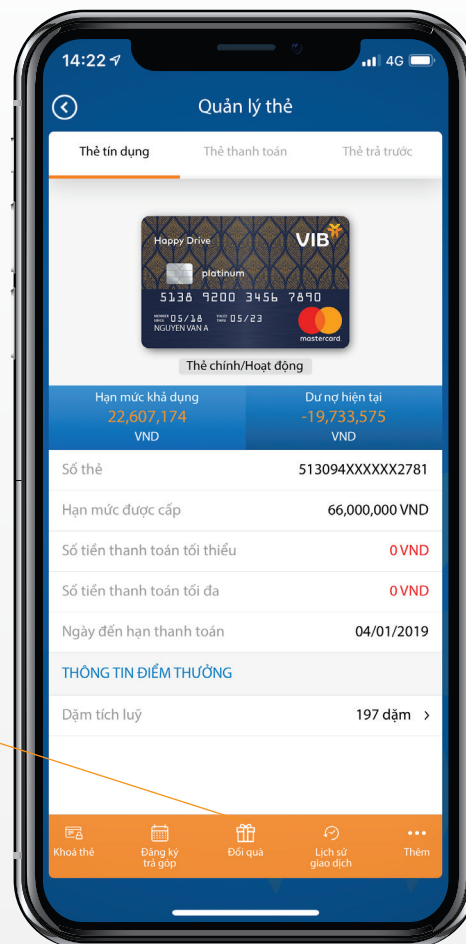 14:22
4G
Quản lý thẻ
Thẻ tín dụng Thẻ thanh toán Thẻ trả trước
Happy Drive VIB
platinum
5138 9200 3456 7890
MEMBER SINCE 05/18 VALID THRU 05/23
NGUYEN VAN A
mastercard
Thẻ chính/Hoạt động
Hạn mức khả dụng
22,607,174
VND
Dư nợ hiện tại
-19,733,575
VND
Số thẻ 513094XXXXXX2781
Hạn mức được cấp 66,000,000 VND
Số tiền thanh toán tối thiểu 0 VND
Số tiền thanh toán tối đa 0 VND
Ngày đến hạn thanh toán 04/01/2019
THÔNG TIN ĐIỂM THƯỞNG
Dặm tích luỹ 197 dặm >
Khoá thẻ
Đăng ký
trả góp
Đổi quà
Lịch sử
giao dịch
Thêm